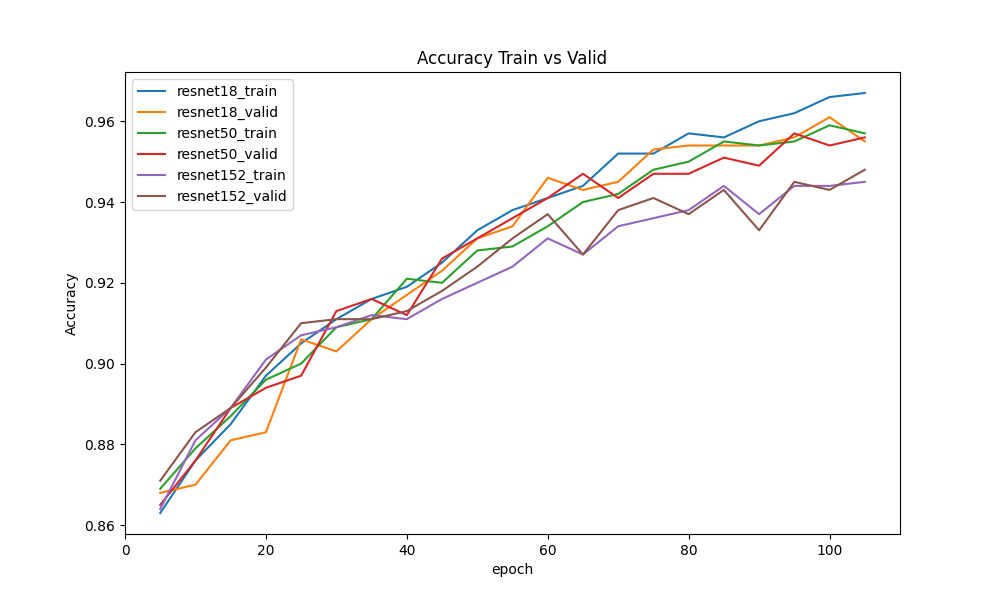 Accuracy Train vs Valid
resnet18_train
resnet18_valid
resnet50_train
resnet50_valid
resnet152_train
resnet152_valid
Accuracy
0.96
0.94
0.92
0.90
0.88
0.86
0
20
40
60
80
100
epoch